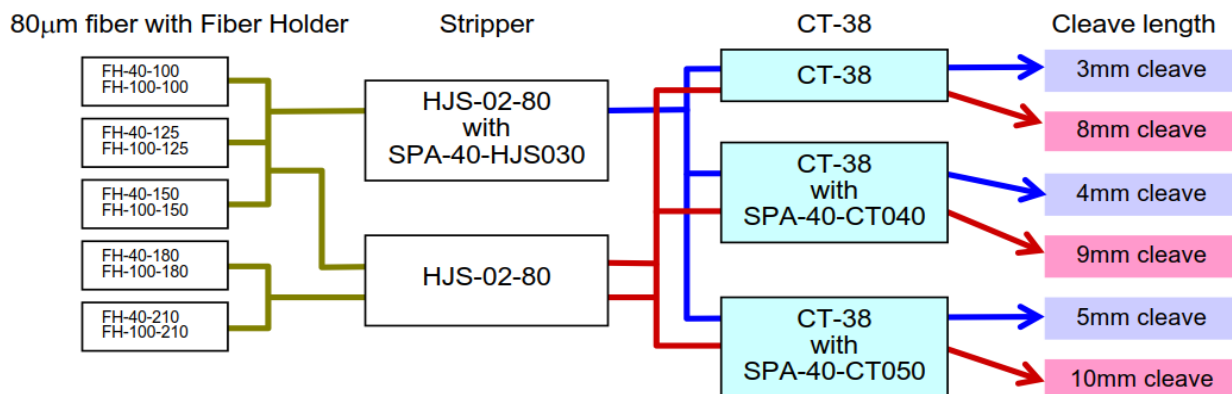 80μm fiber with Fiber Holder
Stripper
CT-38
Cleave length
FH-40-100
FH-100-100
FH-40-125
FH-100-125
FH-40-150
FH-100-150
FH-40-180
FH-100-180
FH-40-210
FH-100-210
HJS-02-80
with
SPA-40-HJS030
HJS-02-80
CT-38
CT-38
with
SPA-40-CT040
CT-38
with
SPA-40-CT050
3mm cleave
8mm cleave
4mm cleave
9mm cleave
5mm cleave
10mm cleave